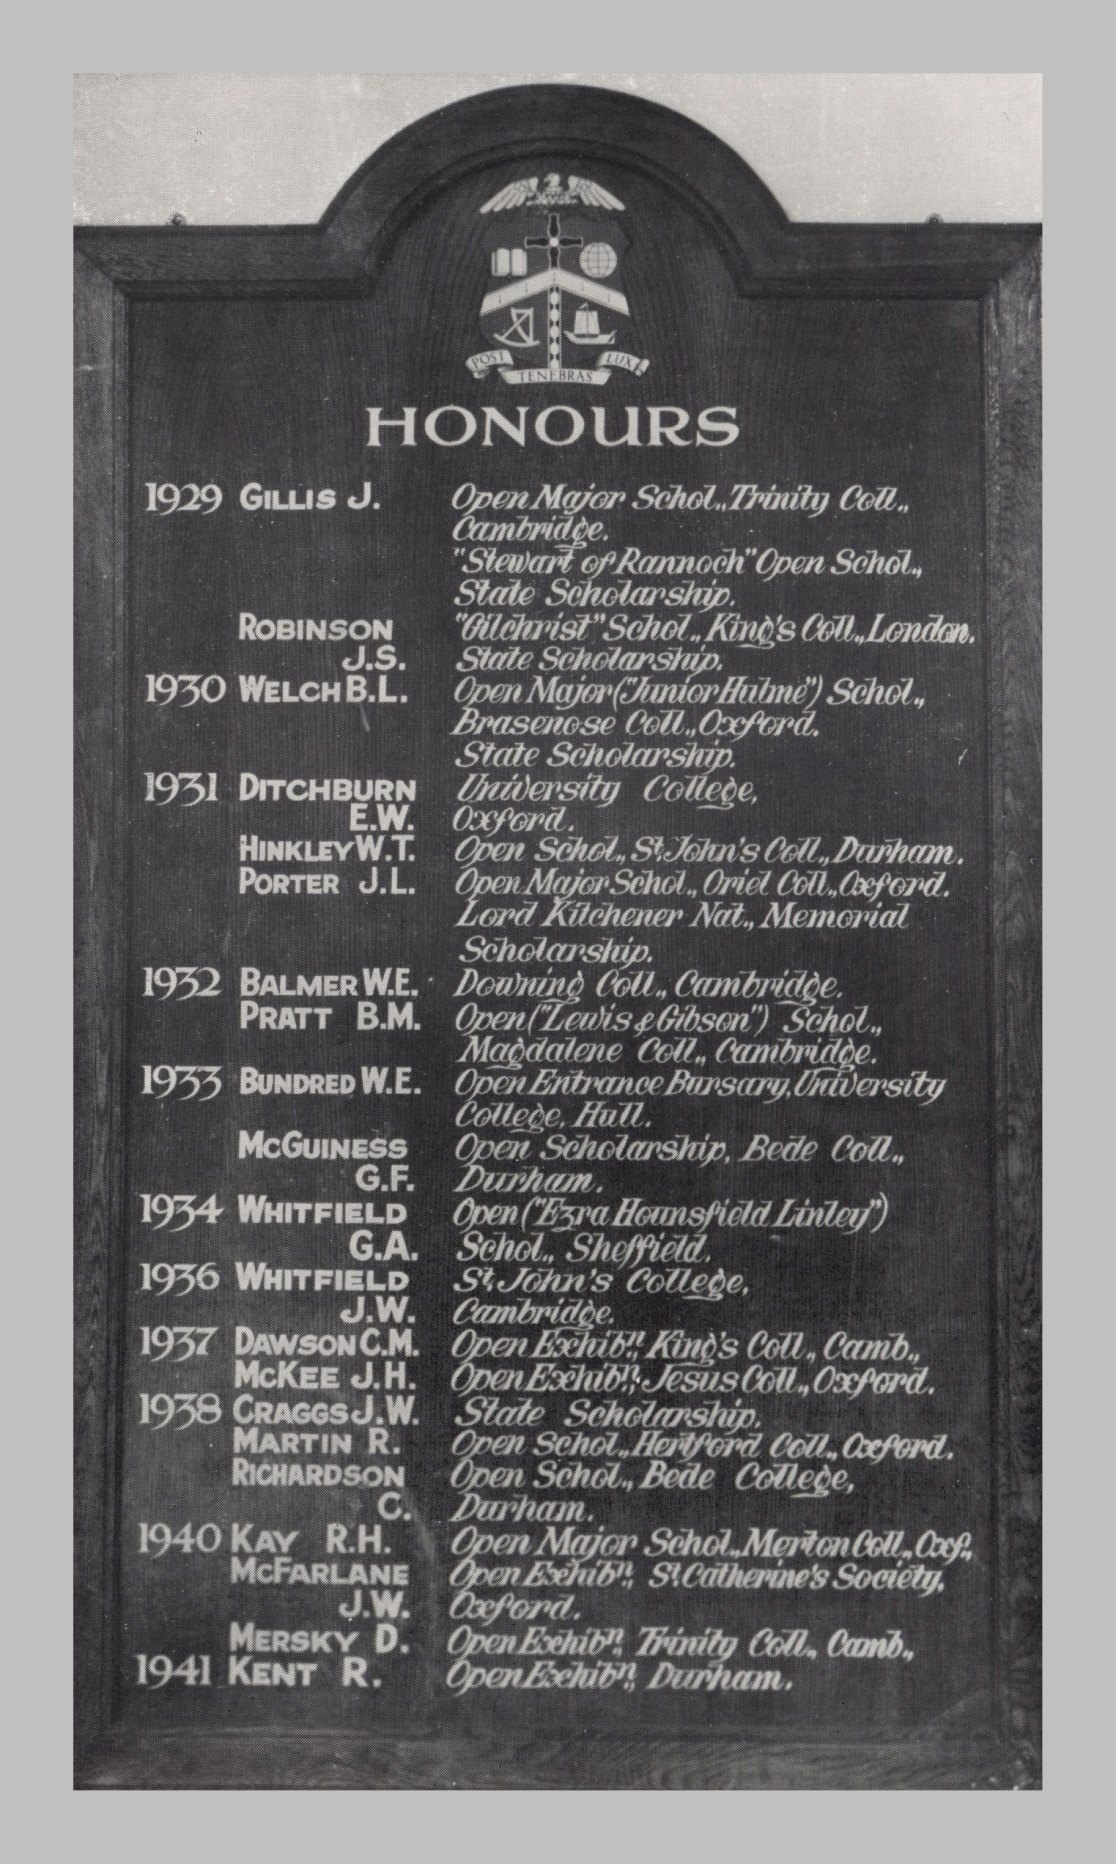 POST TENEBRAS LUX
HONOURS
1929 GILLIS J. Open Major Schol., Trinity Coll.,
Cambridge.
"Stewart of Rannoch" Open Schol.,
State Scholarship.
ROBINSON "Gilchrist" Schol., King's Coll., London.
J.S. State Scholarship.
1930 WELCH B.L. Open Major ("Junior Hulme") Schol.,
Brasenose Coll., Oxford.
State Scholarship.
1931 DITCHBURN University College,
E.W. Oxford.
HINKLEY W.T. Open Schol., St. John's Coll., Durham.
PORTER J.L. Open Major Schol., Oriel Coll., Oxford.
Lord Kitchener Nat., Memorial
Scholarship.
1932 BALMER W.E. Downing Coll., Cambridge.
PRATT B.M. Open ("Lewis & Gibson") Schol.,
Magdalene Coll., Cambridge.
1933 BUNDRED W.E. Open Entrance Bursary, University
College, Hull.
McGUINESS Open Scholarship, Bede Coll.,
G.F. Durham.
1934 WHITFIELD Open ("Ezra Hounsfield Linley")
G.A. Schol., Sheffield.
1936 WHITFIELD St. John's College,
J.W. Cambridge.
1937 DAWSON C.M. Open Exhibn., King's Coll., Camb.,
McKEE J.H. Open Exhibn., Jesus Coll., Oxford.
1938 CRAGGS J.W. State Scholarship.
MARTIN R. Open Schol., Hertford Coll., Oxford.
RICHARDSON Open Schol., Bede College,
C. Durham.
1940 KAY R.H. Open Major Schol., Merton Coll., Oxf.,
McFARLANE Open Exhibn., St. Catherine's Society,
J.W. Oxford.
MERSKY D. Open Exhibn., Trinity Coll., Camb.,
1941 KENT R. Open Exhibn., Durham.